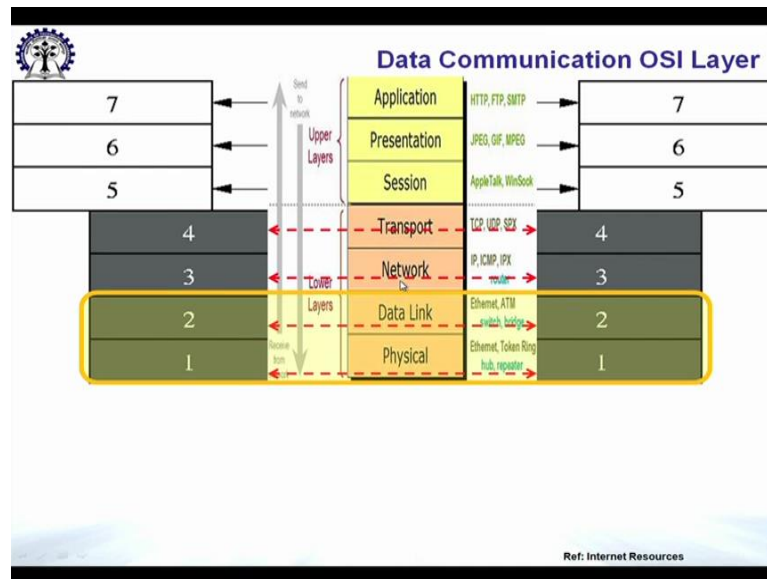 Data Communication OSI Layer
7
6
5
4
3
2
1
Send
to
network
Receive
from
Upper
Layers
Lower
Layers
Application
Presentation
Session
Transport
Network
Data Link
Physical
HTTP, FTP, SMTP
JPEG, GIF, MPEG
AppleTalk, WinSock
TCP, UDP, SPX
IP, ICMP, IPX
router
Ethernet, ATM
switch, bridge
Ethernet, Token Ring
hub, repeater
7
6
5
4
3
2
1
Ref: Internet Resources